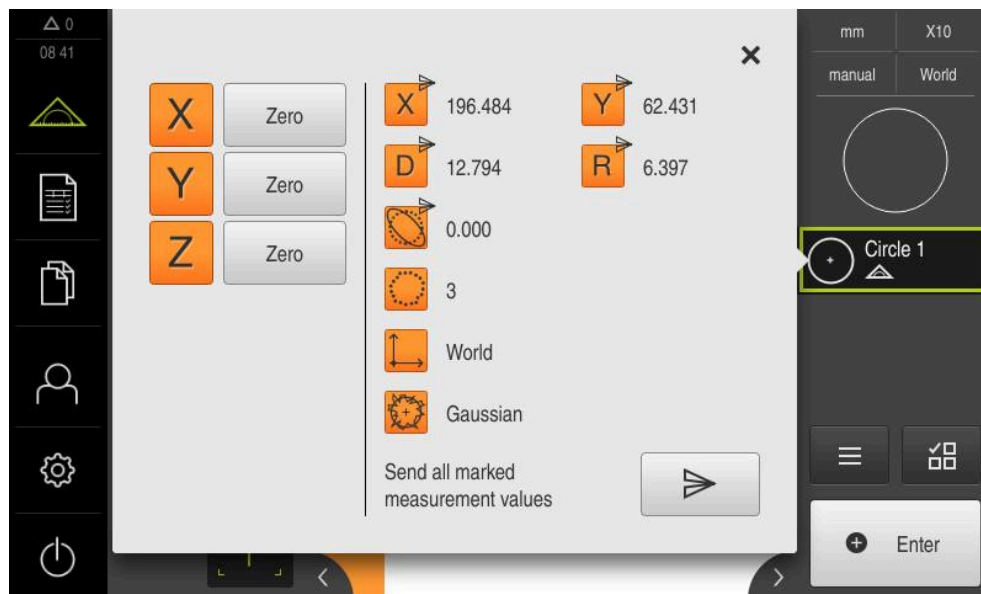 0
08 41
X Zero
Y Zero
Z Zero
X 196.484
Y 62.431
D 12.794
R 6.397
0.000
3
World
Gaussian
Send all marked
measurement values
mm
X10
manual
World
Circle 1
Enter